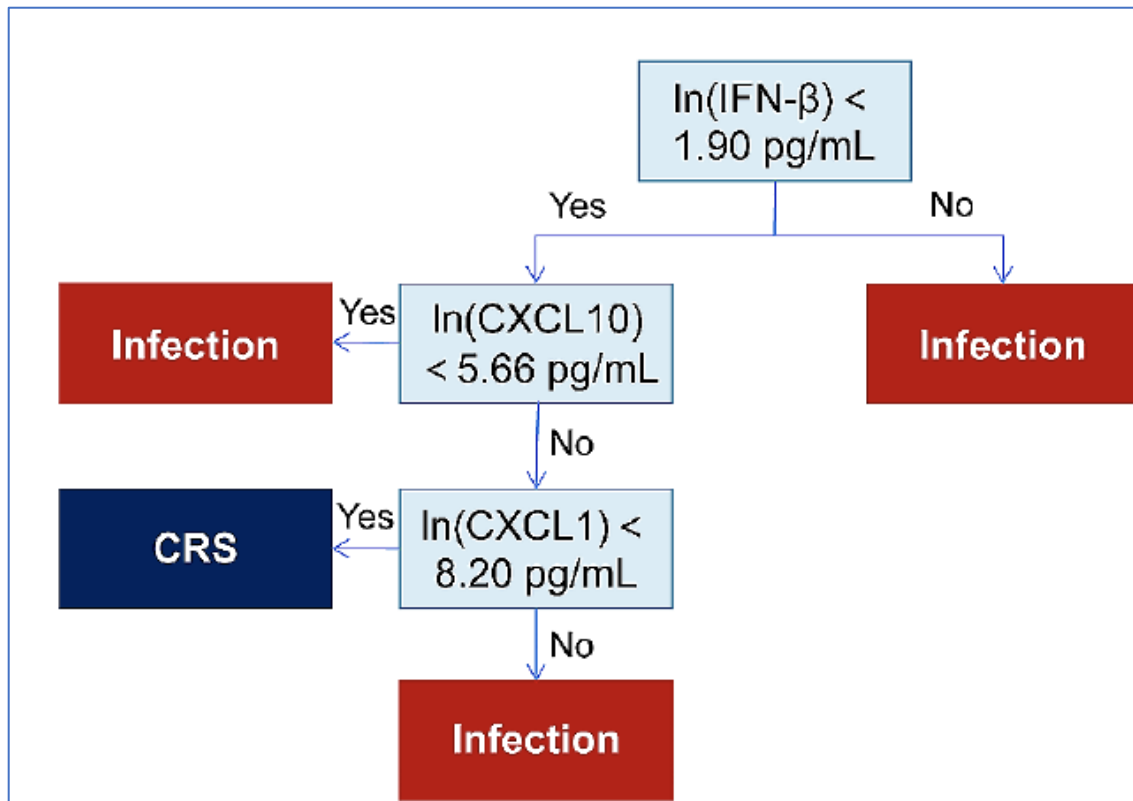 ln(IFN-β) <
1.90 pg/mL
Yes
No
Infection
Yes
ln(CXCL10)
< 5.66 pg/mL
Infection
No
CRS
Yes
ln(CXCL1) <
8.20 pg/mL
No
Infection